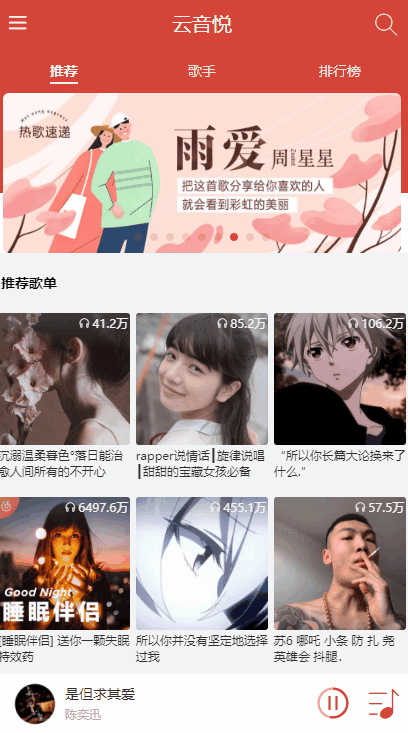 云音悦
推荐
歌手
排行榜
Hot song express
热歌速递
雨爱
周星星
把这首歌分享给你喜欢的人
就会看到彩虹的美丽
推荐歌单
41.2万
85.2万
106.2万
沉溺温柔暮色°落日能治
愈人间所有的不开心
rapper说情话┃旋律说唱
┃甜甜的宝藏女孩必备
“所以你长篇大论换来了
什么.”
6497.6万
455.1万
57.5万
Good Night
睡眠伴侣
[睡眠伴侣] 送你一颗失眠
特效药
所以你并没有坚定地选择
过我
苏6 哪吒 小条 防 扎 尧
英雄会 抖腿.
是但求其爱
陈奕迅